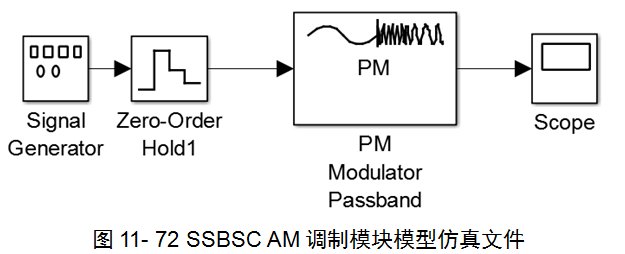 PM
Signal
Generator
Zero-Order
Hold1
PM
Modulator
Passband
Scope
图 11- 72 SSBSC AM 调制模块模型仿真文件